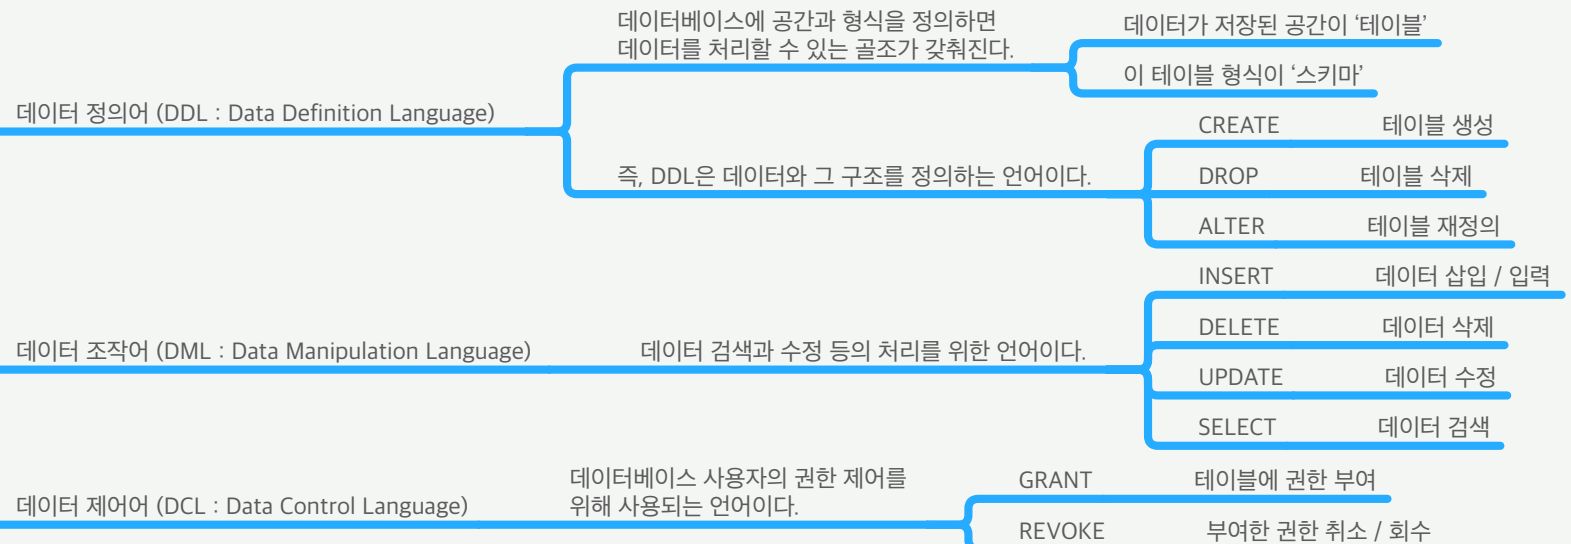 데이터베이스에 공간과 형식을 정의하면
데이터를 처리할 수 있는 골조가 갖춰진다.
데이터가 저장된 공간이 ‘테이블’
이 테이블 형식이 ‘스키마’
데이터 정의어 (DDL : Data Definition Language)
즉, DDL은 데이터와 그 구조를 정의하는 언어이다.
CREATE 테이블 생성
DROP 테이블 삭제
ALTER 테이블 재정의
데이터 조작어 (DML : Data Manipulation Language)
데이터 검색과 수정 등의 처리를 위한 언어이다.
INSERT 데이터 삽입 / 입력
DELETE 데이터 삭제
UPDATE 데이터 수정
SELECT 데이터 검색
데이터 제어어 (DCL : Data Control Language)
데이터베이스 사용자의 권한 제어를
위해 사용되는 언어이다.
GRANT 테이블에 권한 부여
REVOKE 부여한 권한 취소 / 회수